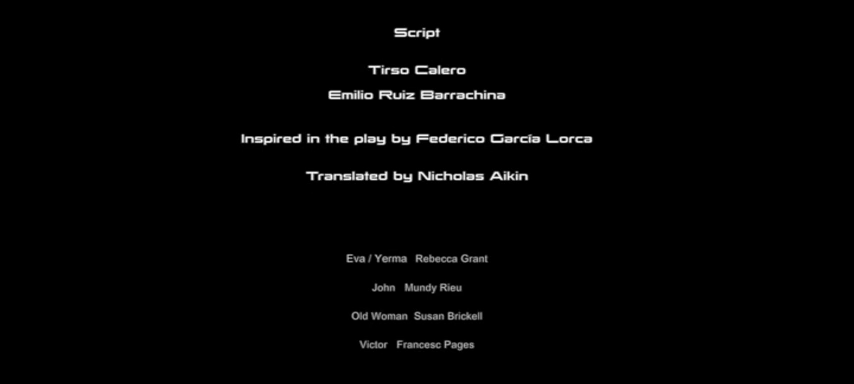 Script
Tirso Calero
Emilio Ruiz Barrachina
Inspired in the play by Federico García Lorca
Translated by Nicholas Aikin
Eva / Yerma Rebecca Grant
John Mundy Rieu
Old Woman Susan Brickell
Victor Francesc Pages